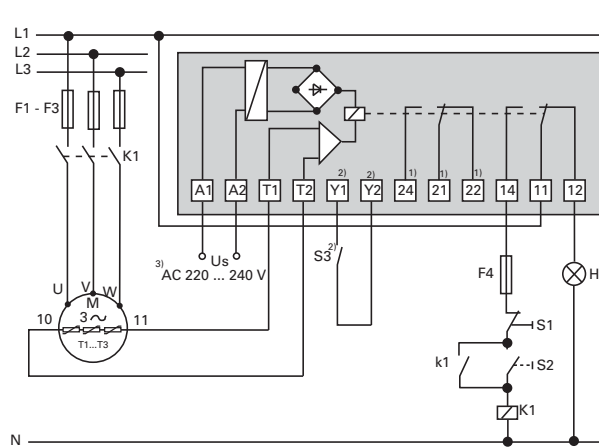 L1
L2
L3
F1 - F3
K1
A1 A2 T1 T2 Y1 Y2 24 21 22 14 11 12
2) 2) 1) 1) 1)
3)
Us
AC 220 ... 240 V
S3 2)
F4
H
U V W
M
3 ~
10 11
T1...T3
S1
k1
S2
K1
N